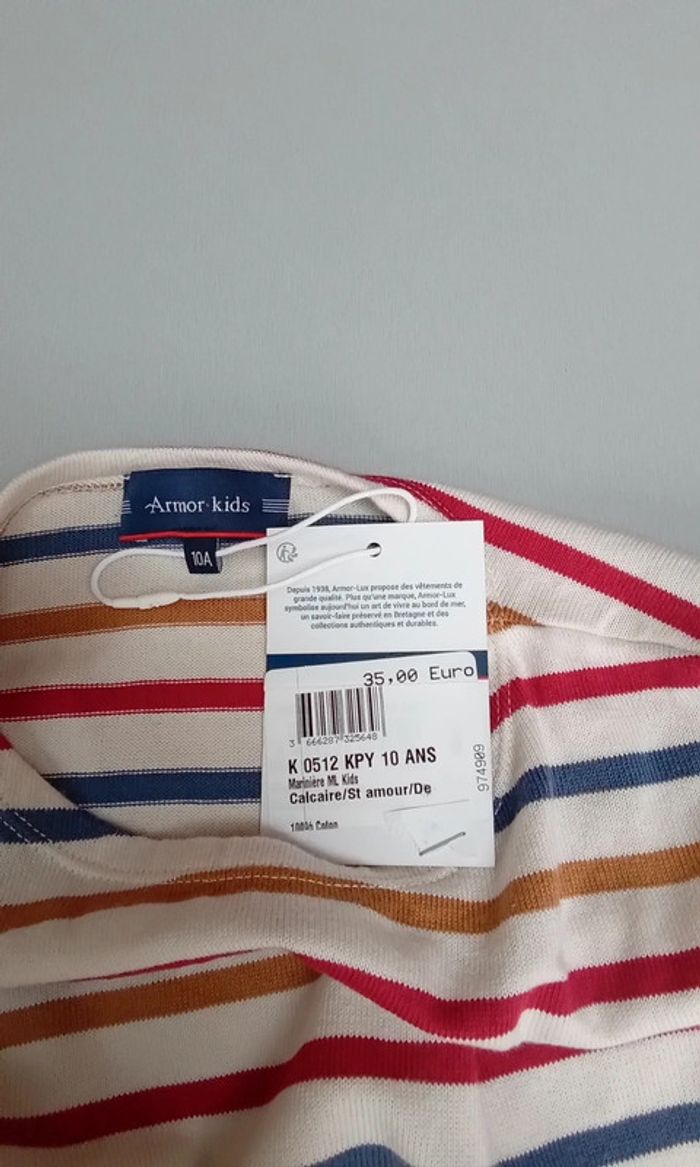 Armor·kids
10A
Depuis 1938, Armor-Lux propose des vêtements de
grande qualité. Plus qu'une marque, Armor-Lux
symbolise aujourd'hui un art de vivre au bord de mer,
un savoir-faire préservé en Bretagne et des
collections authentiques et durables.
35,00 Euro
3 666287 325648
K 0512 KPY 10 ANS
Marinière ML Kids
Calcaire/St amour/De
100% Coton
974909